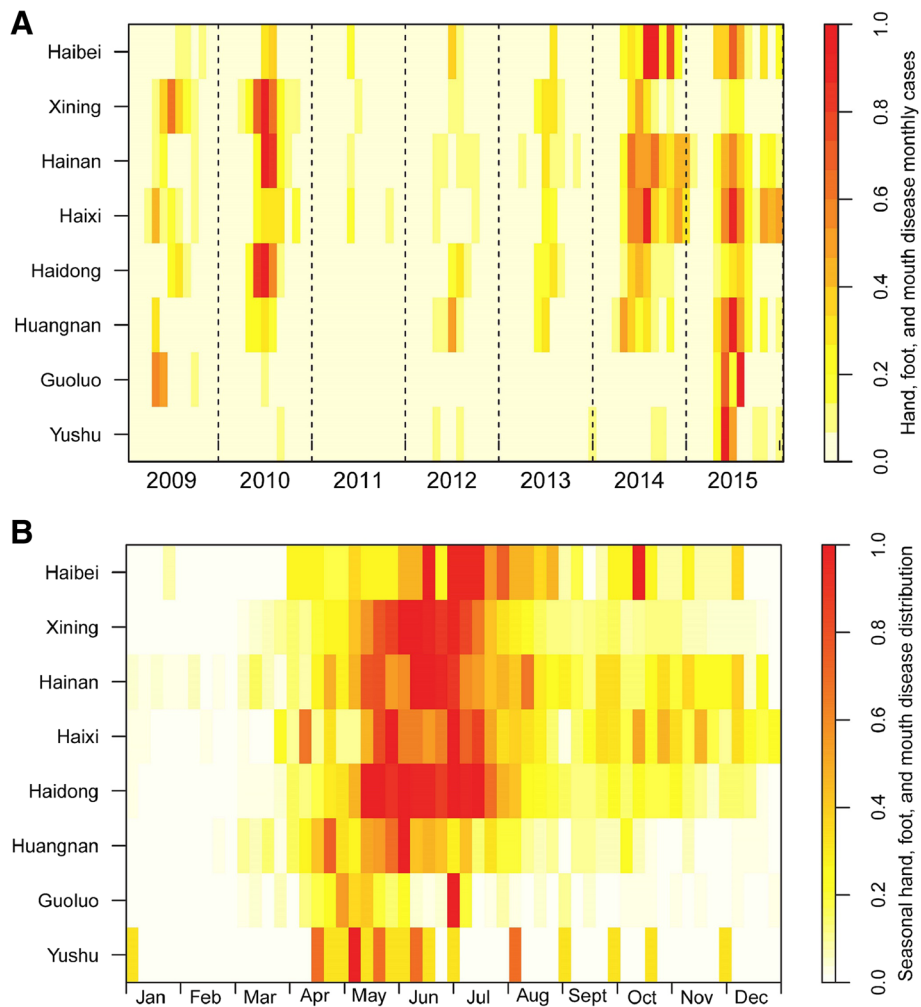 A
Haibei
Xining
Hainan
Haixi
Haidong
Huangnan
Guoluo
Yushu
2009 2010 2011 2012 2013 2014 2015
0.0 0.2 0.4 0.6 0.8 1.0
Hand, foot, and mouth disease monthly cases
B
Haibei
Xining
Hainan
Haixi
Haidong
Huangnan
Guoluo
Yushu
Jan Feb Mar Apr May Jun Jul Aug Sept Oct Nov Dec
0.0 0.2 0.4 0.6 0.8 1.0
Seasonal hand, foot, and mouth disease distribution